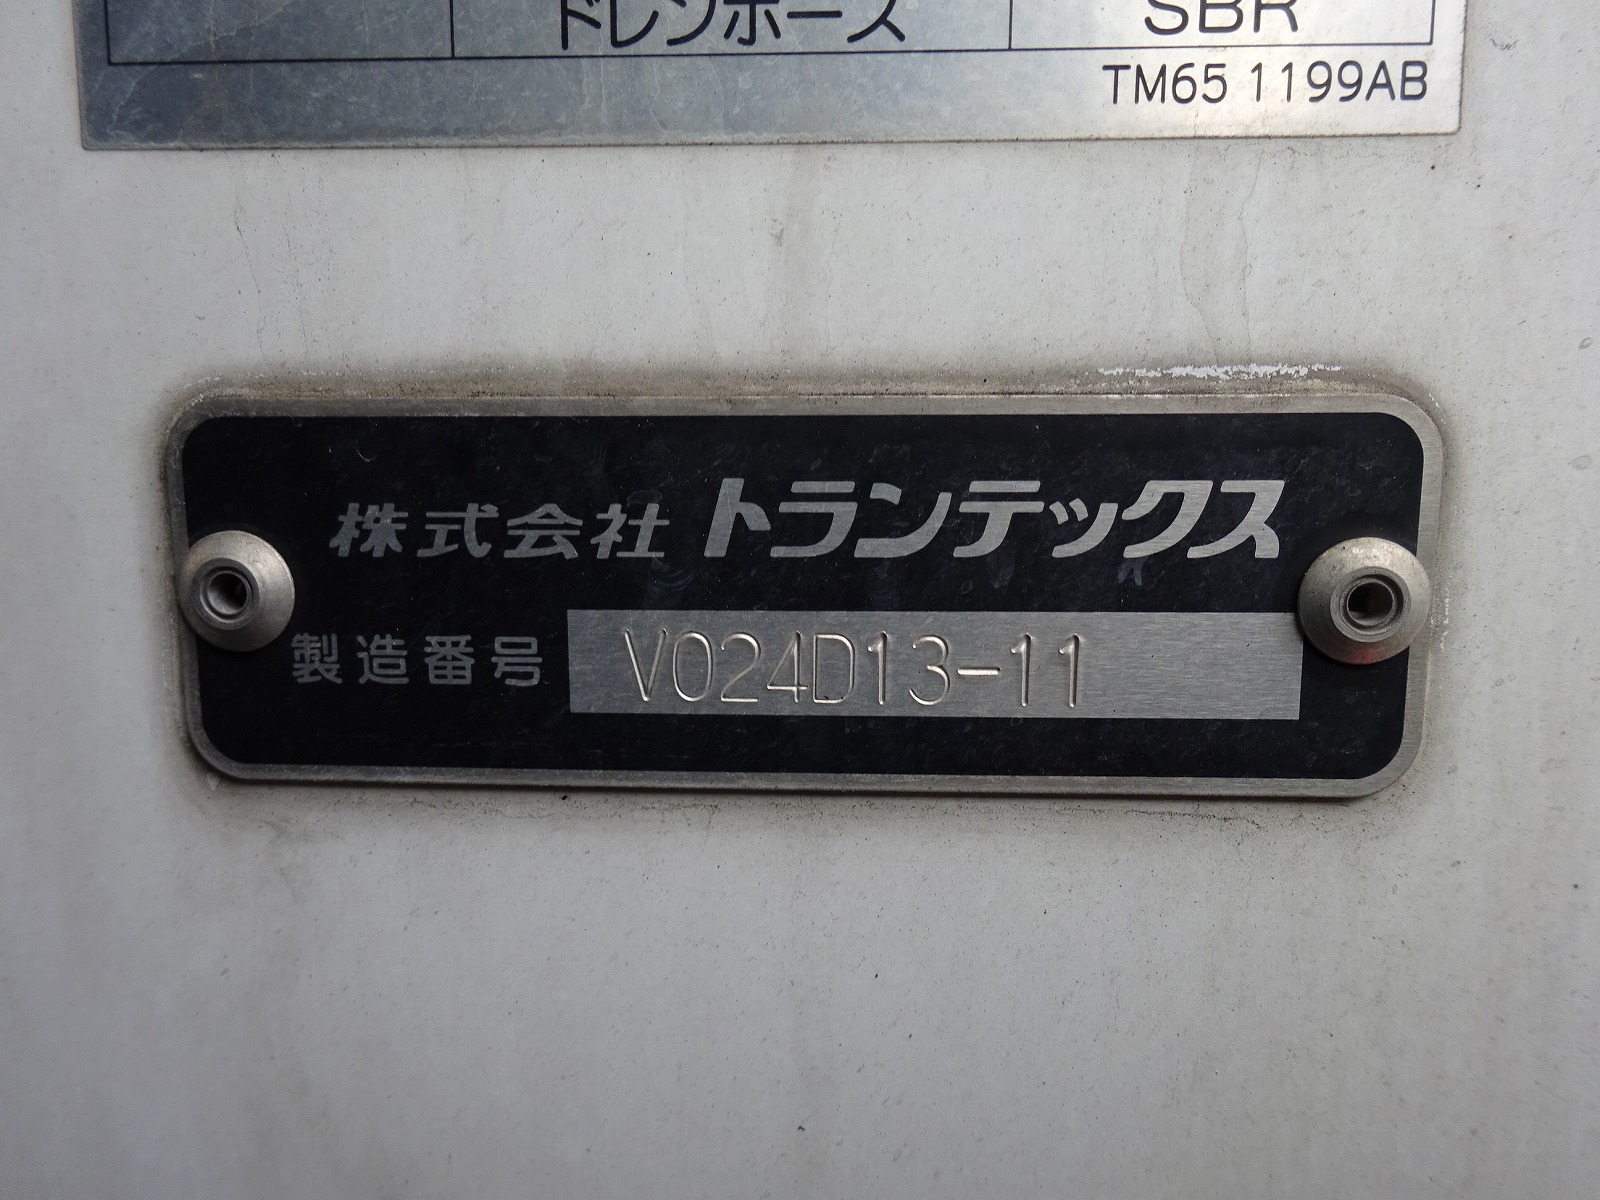 ドレンホース SBR
TM65 1199AB
株式会社 トランテックス
製造番号 V024D13-11